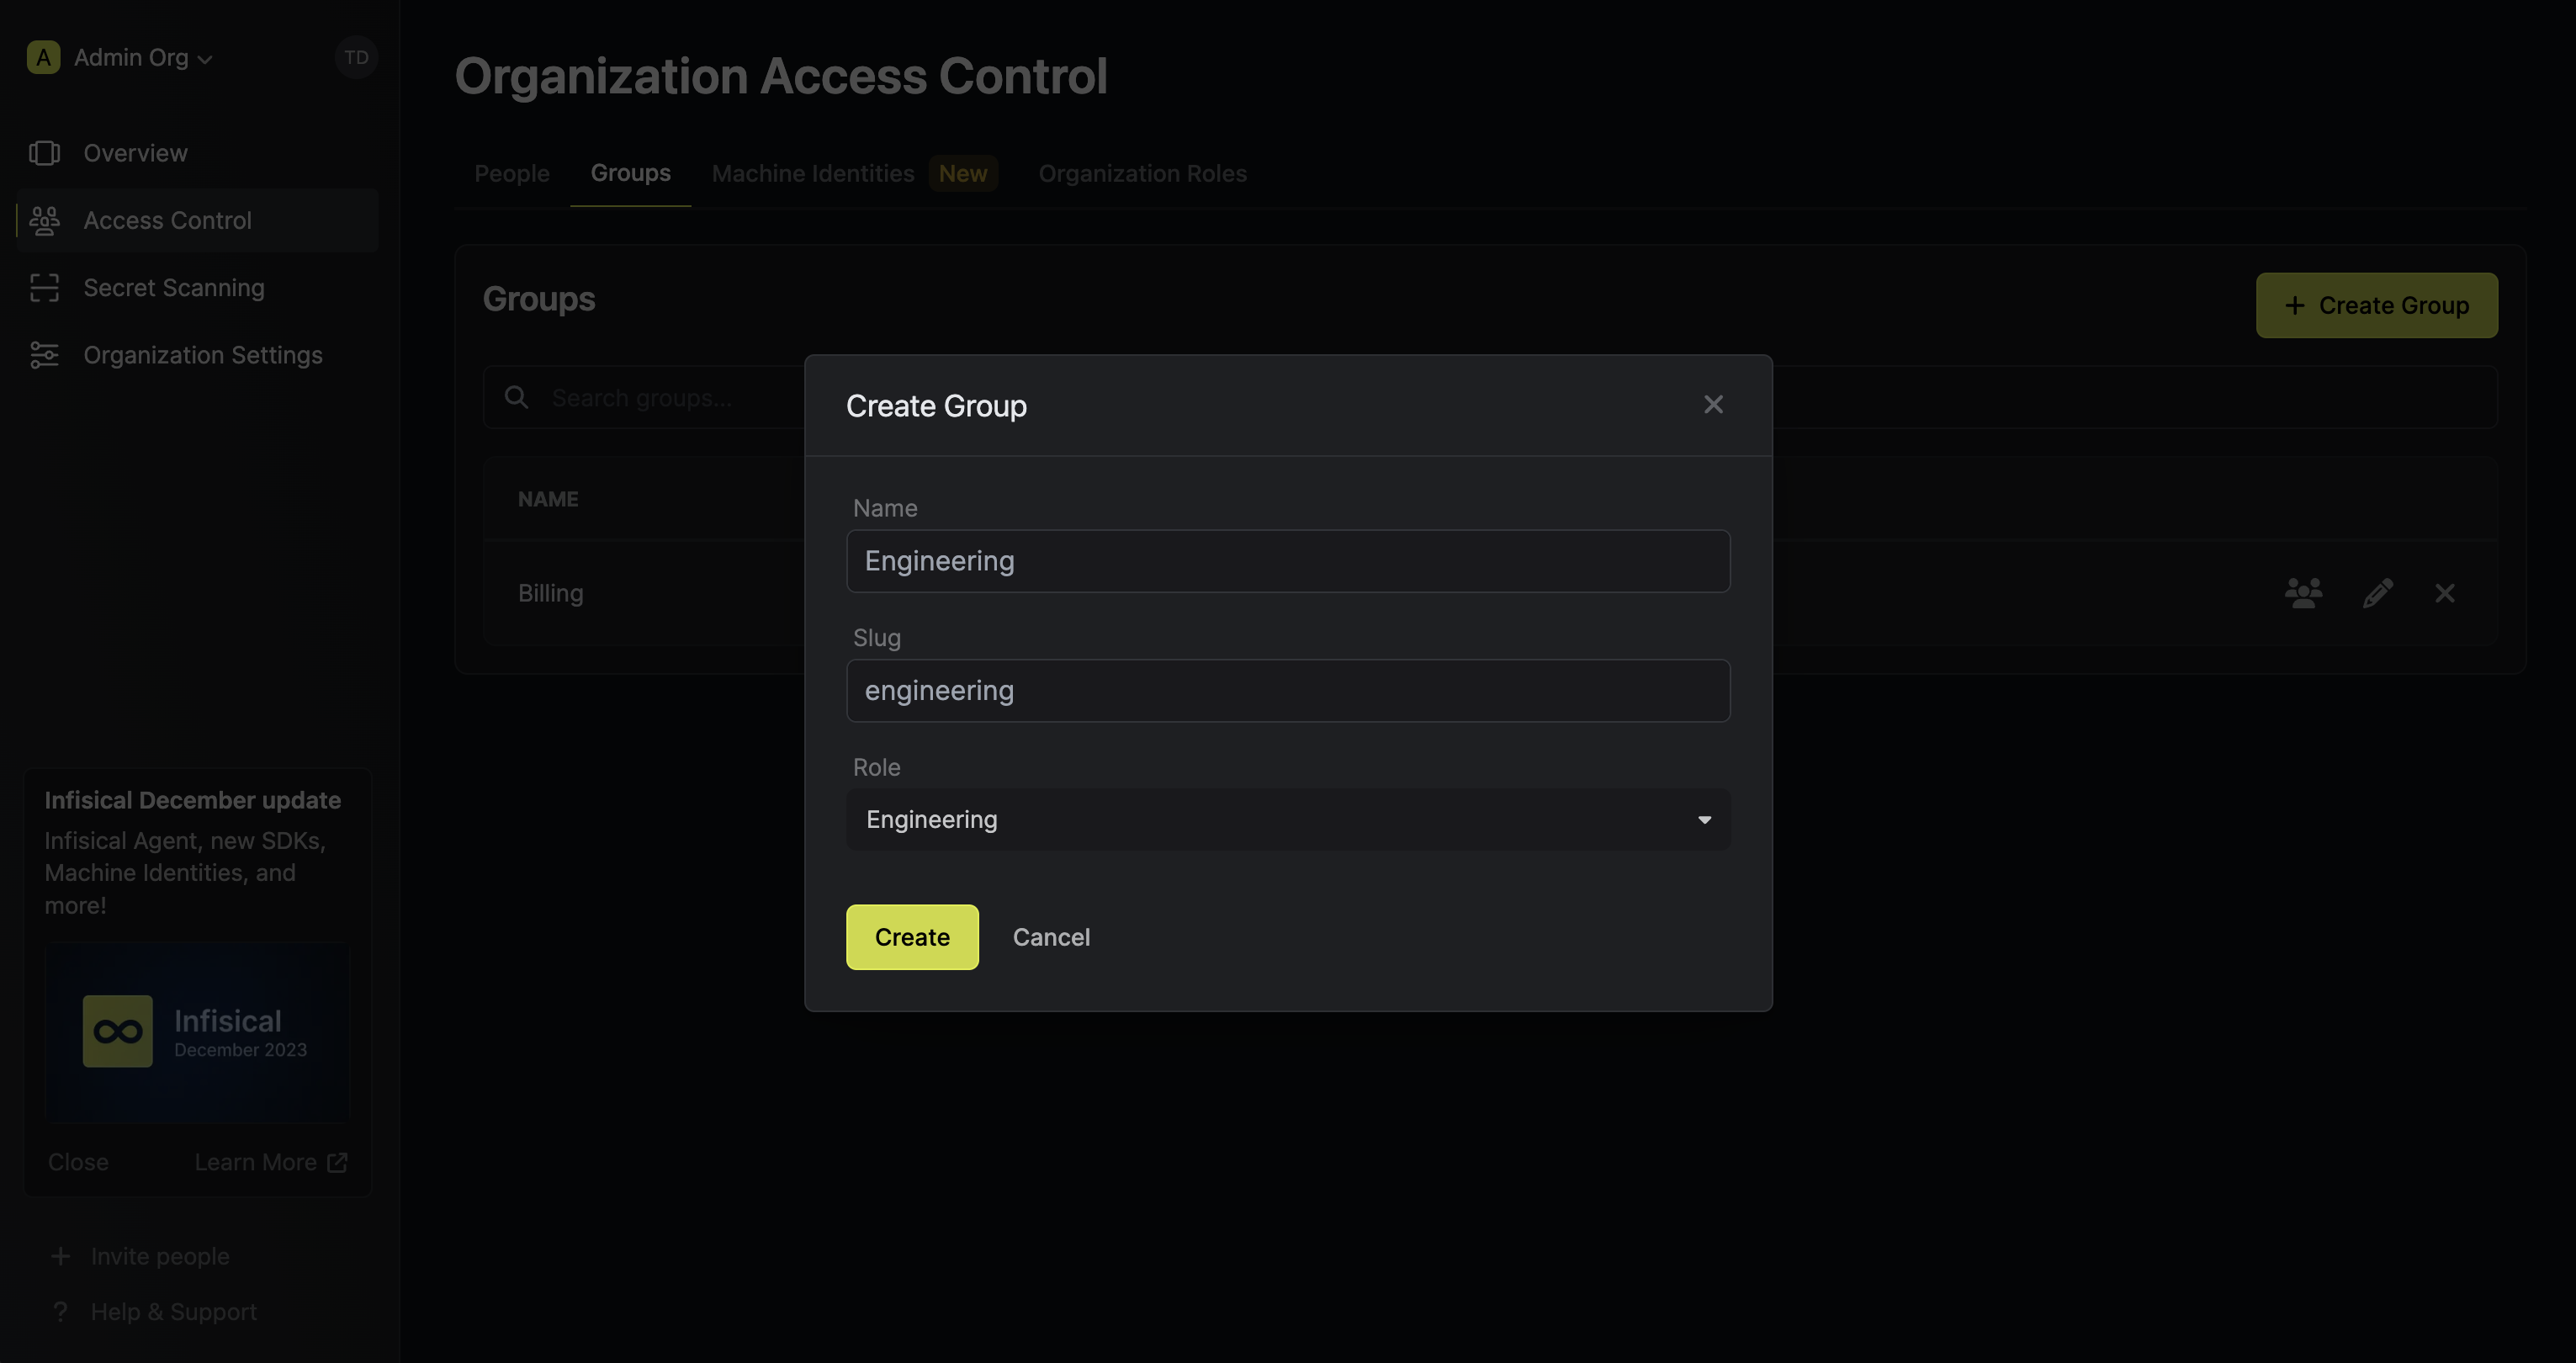 A Admin Org
TD
Overview
Access Control
Secret Scanning
Organization Settings
Infisical December update
Infisical Agent, new SDKs,
Machine Identities, and
more!
Infisical
December 2023
Close
Learn More
Invite people
? Help & Support
Organization Access Control
People
Groups
Machine Identities
New
Organization Roles
Groups
+ Create Group
Search groups...
NAME
Billing
Create Group
Name
Engineering
Slug
engineering
Role
Engineering
Create
Cancel